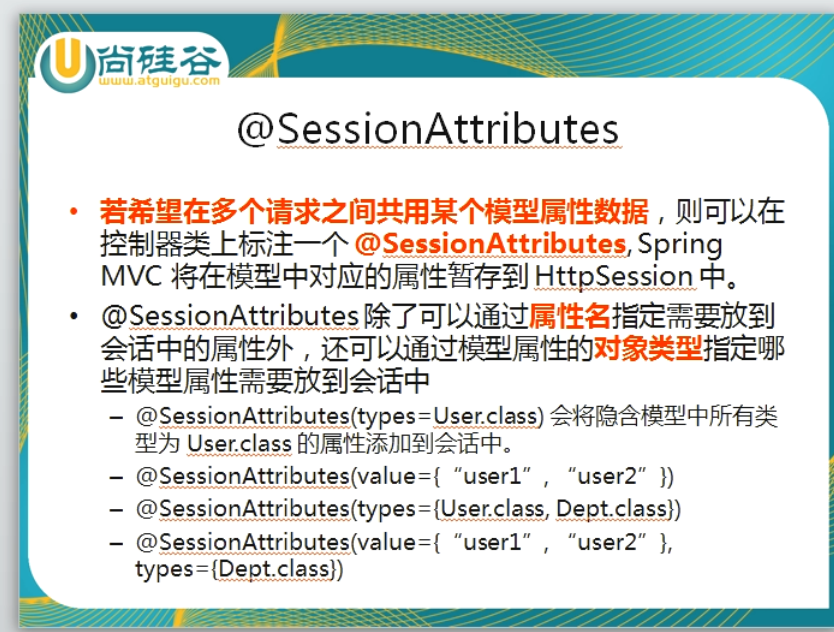 尚硅谷
www.atguigu.com
@SessionAttributes
• 若希望在多个请求之间共用某个模型属性数据，则可以在
控制器类上标注一个 @SessionAttributes, Spring
MVC 将在模型中对应的属性暂存到 HttpSession 中。
• @SessionAttributes 除了可以通过属性名指定需要放到
会话中的属性外，还可以通过模型属性的对象类型指定哪
些模型属性需要放到会话中
– @SessionAttributes(types=User.class) 会将隐含模型中所有类
型为 User.class 的属性添加到会话中。
– @SessionAttributes(value={“user1”, “user2”})
– @SessionAttributes(types={User.class, Dept.class})
– @SessionAttributes(value={“user1”, “user2”},
types={Dept.class})